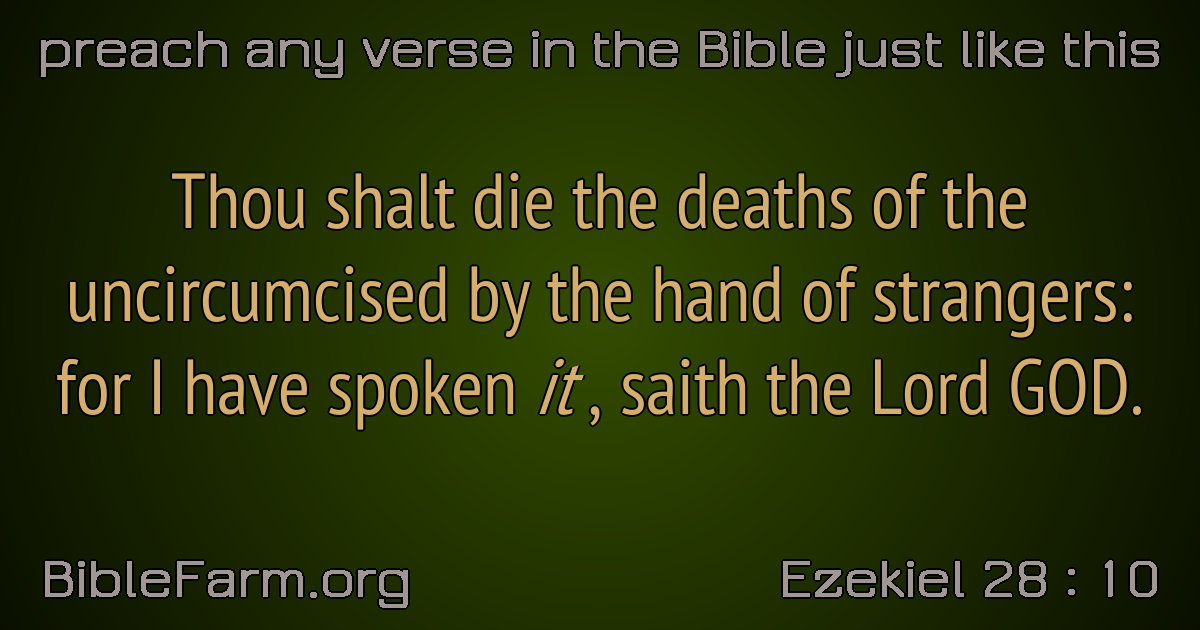 preach any verse in the Bible just like this
Thou shalt die the deaths of the
uncircumcised by the hand of strangers:
for I have spoken it , saith the Lord GOD.
BibleFarm.org
Ezekiel 28 : 10